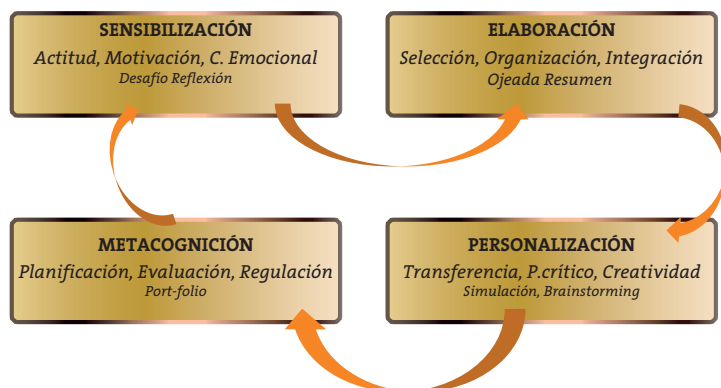 SENSIBILIZACIÓN
Actitud, Motivación, C. Emocional
Desafío Reflexión
ELABORACIÓN
Selección, Organización, Integración
Ojeada Resumen
METACOGNICIÓN
Planificación, Evaluación, Regulación
Port-folio
PERSONALIZACIÓN
Transferencia, P.crítico, Creatividad
Simulación, Brainstorming